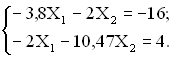 − 3,8X₁ − 2X₂ = −16;
− 2X₁ − 10,47X₂ = 4.